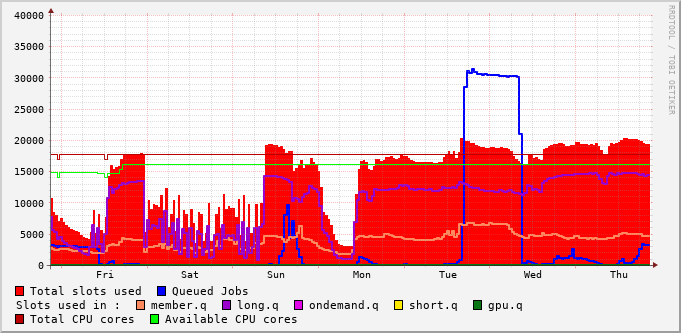 RRDTOOL / TOBI OETIKER
40000
35000
30000
25000
20000
15000
10000
5000
0
Fri Sat Sun Mon Tue Wed Thu
Total slots used Queued Jobs
Slots used in : member.q long.q ondemand.q short.q gpu.q
Total CPU cores Available CPU cores